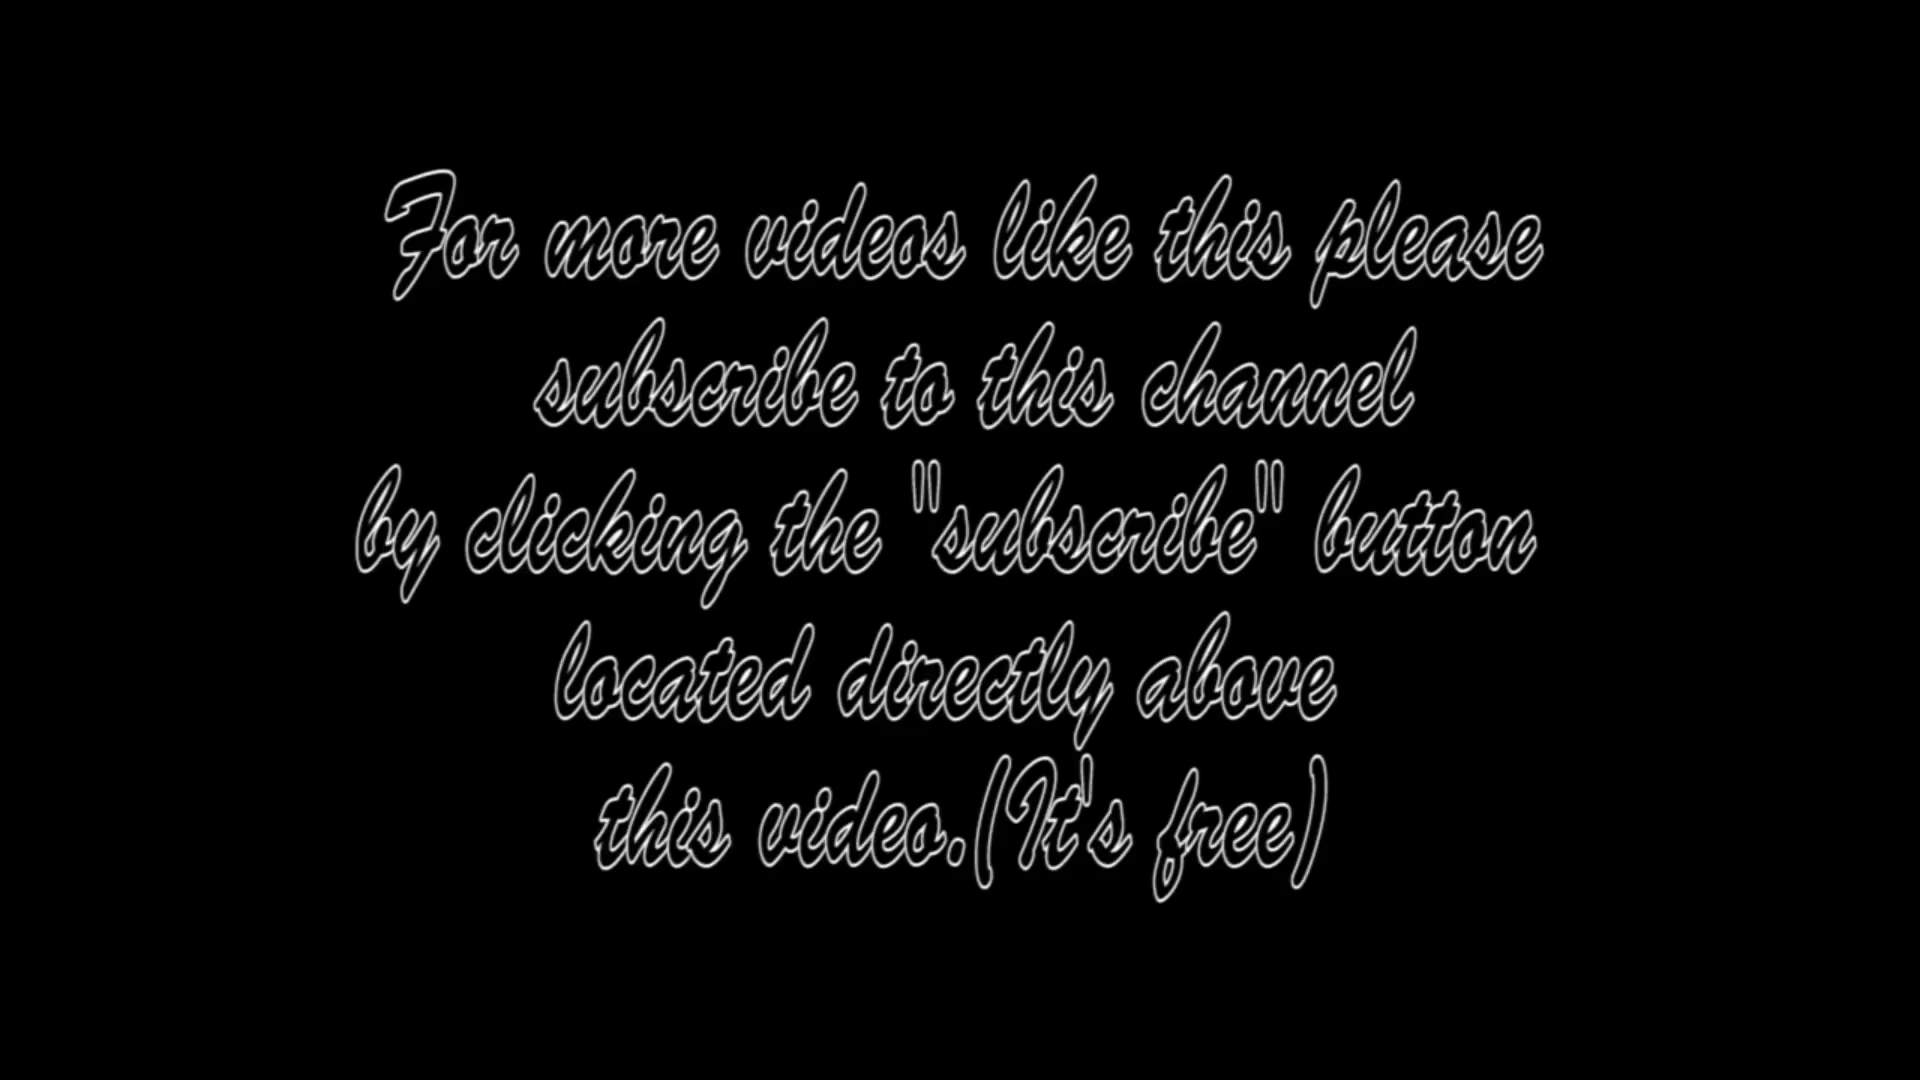 For more videos like this please
subscribe to this channel
by clicking the "subscribe" button
located directly above
this video.(It's free)